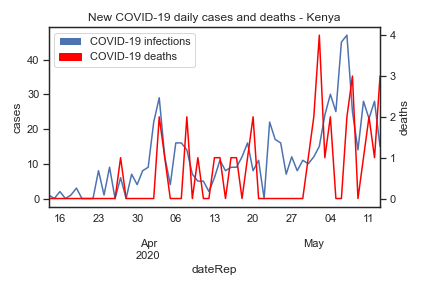 New COVID-19 daily cases and deaths - Kenya
COVID-19 infections
COVID-19 deaths
cases
40
30
20
10
0
deaths
4
3
2
1
0
16 23 30 06 13 20 27 04 11
Apr May
2020
dateRep